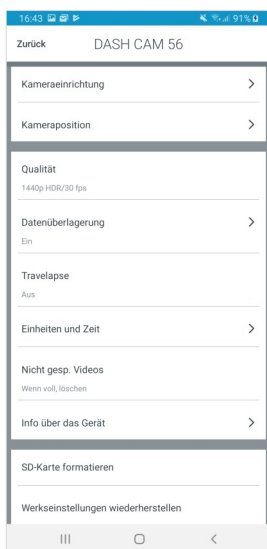 16:43 91%
Zurück DASH CAM 56
Kameraeinrichtung
Kameraposition
Qualität
1440p HDR/30 fps
Datenüberlagerung
Ein
Travelapse
Aus
Einheiten und Zeit
Nicht gesp. Videos
Wenn voll, löschen
Info über das Gerät
SD-Karte formatieren
Werkseinstellungen wiederherstellen